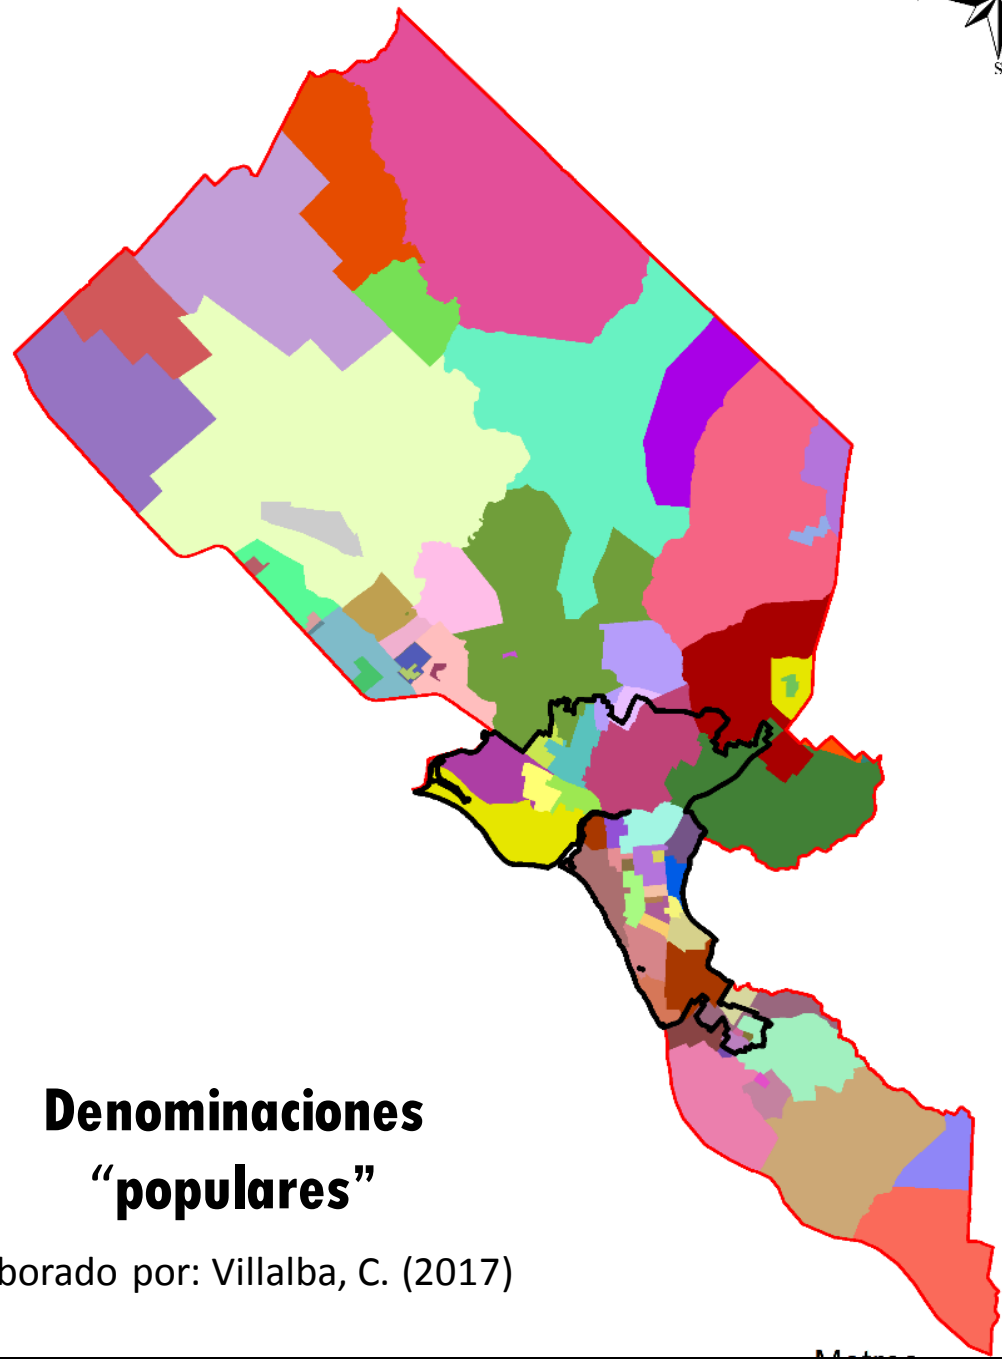 S
Denominaciones
“populares”
borado por: Villalba, C. (2017)